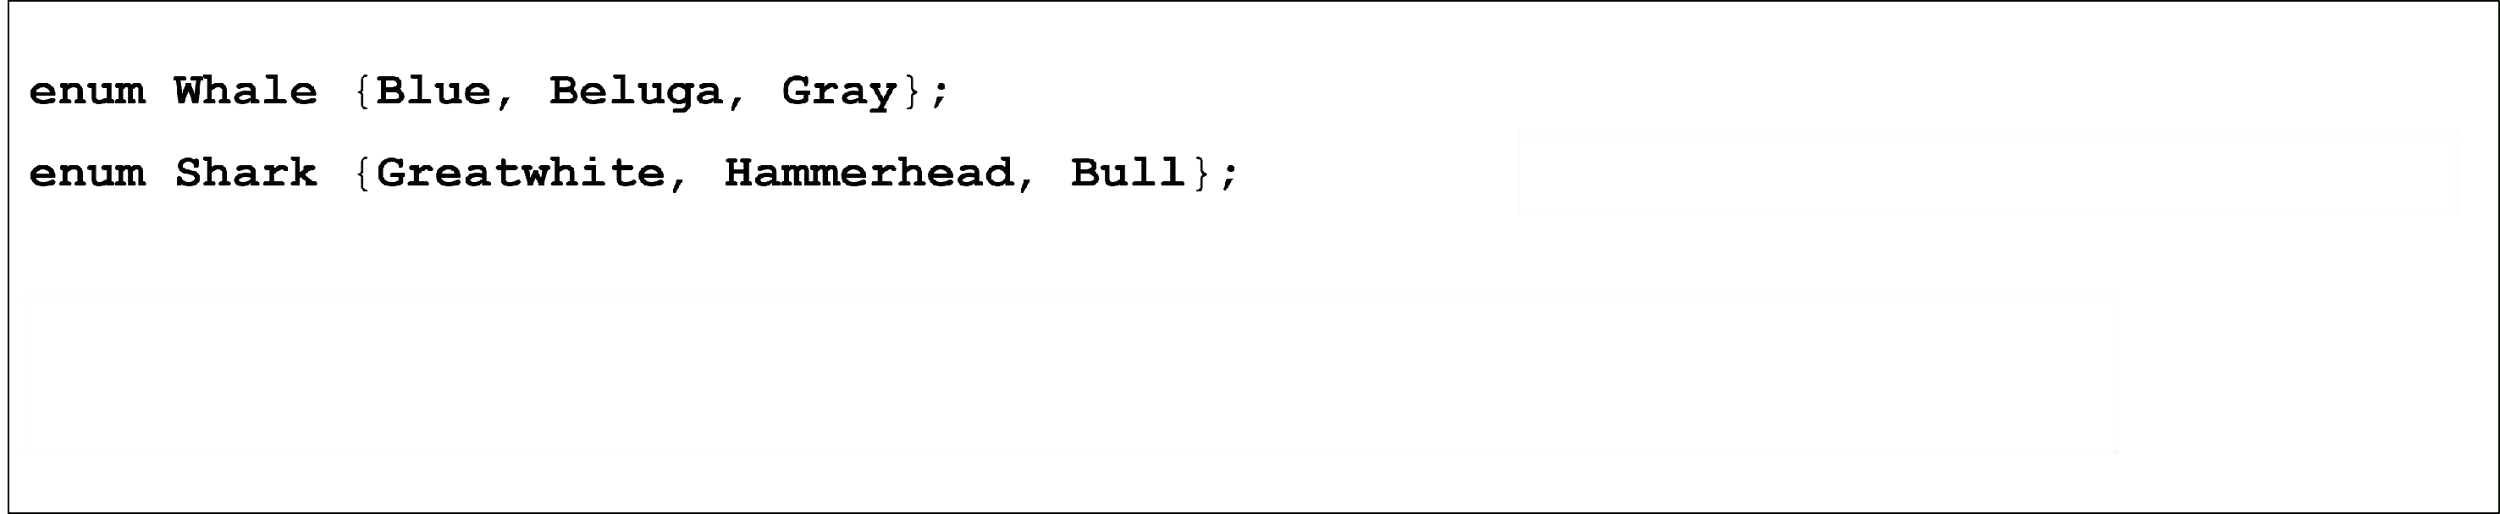 enum Whale {Blue, Beluga, Gray};
enum Shark {Greatwhite, Hammerhead, Bull};